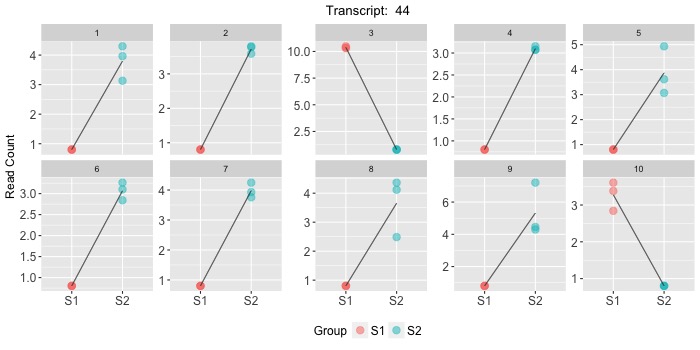 Transcript: 44
1 2 3 4 5
4 3 2 1
3 2 1
10.0 7.5 5.0 2.5
3.0 2.5 2.0 1.5 1.0
5 4 3 2 1
Read Count
6 7 8 9 10
3.0 2.5 2.0 1.5 1.0
4 3 2 1
4 3 2 1
6 4 2
3 2 1
S1 S2 S1 S2 S1 S2 S1 S2 S1 S2
Group S1 S2